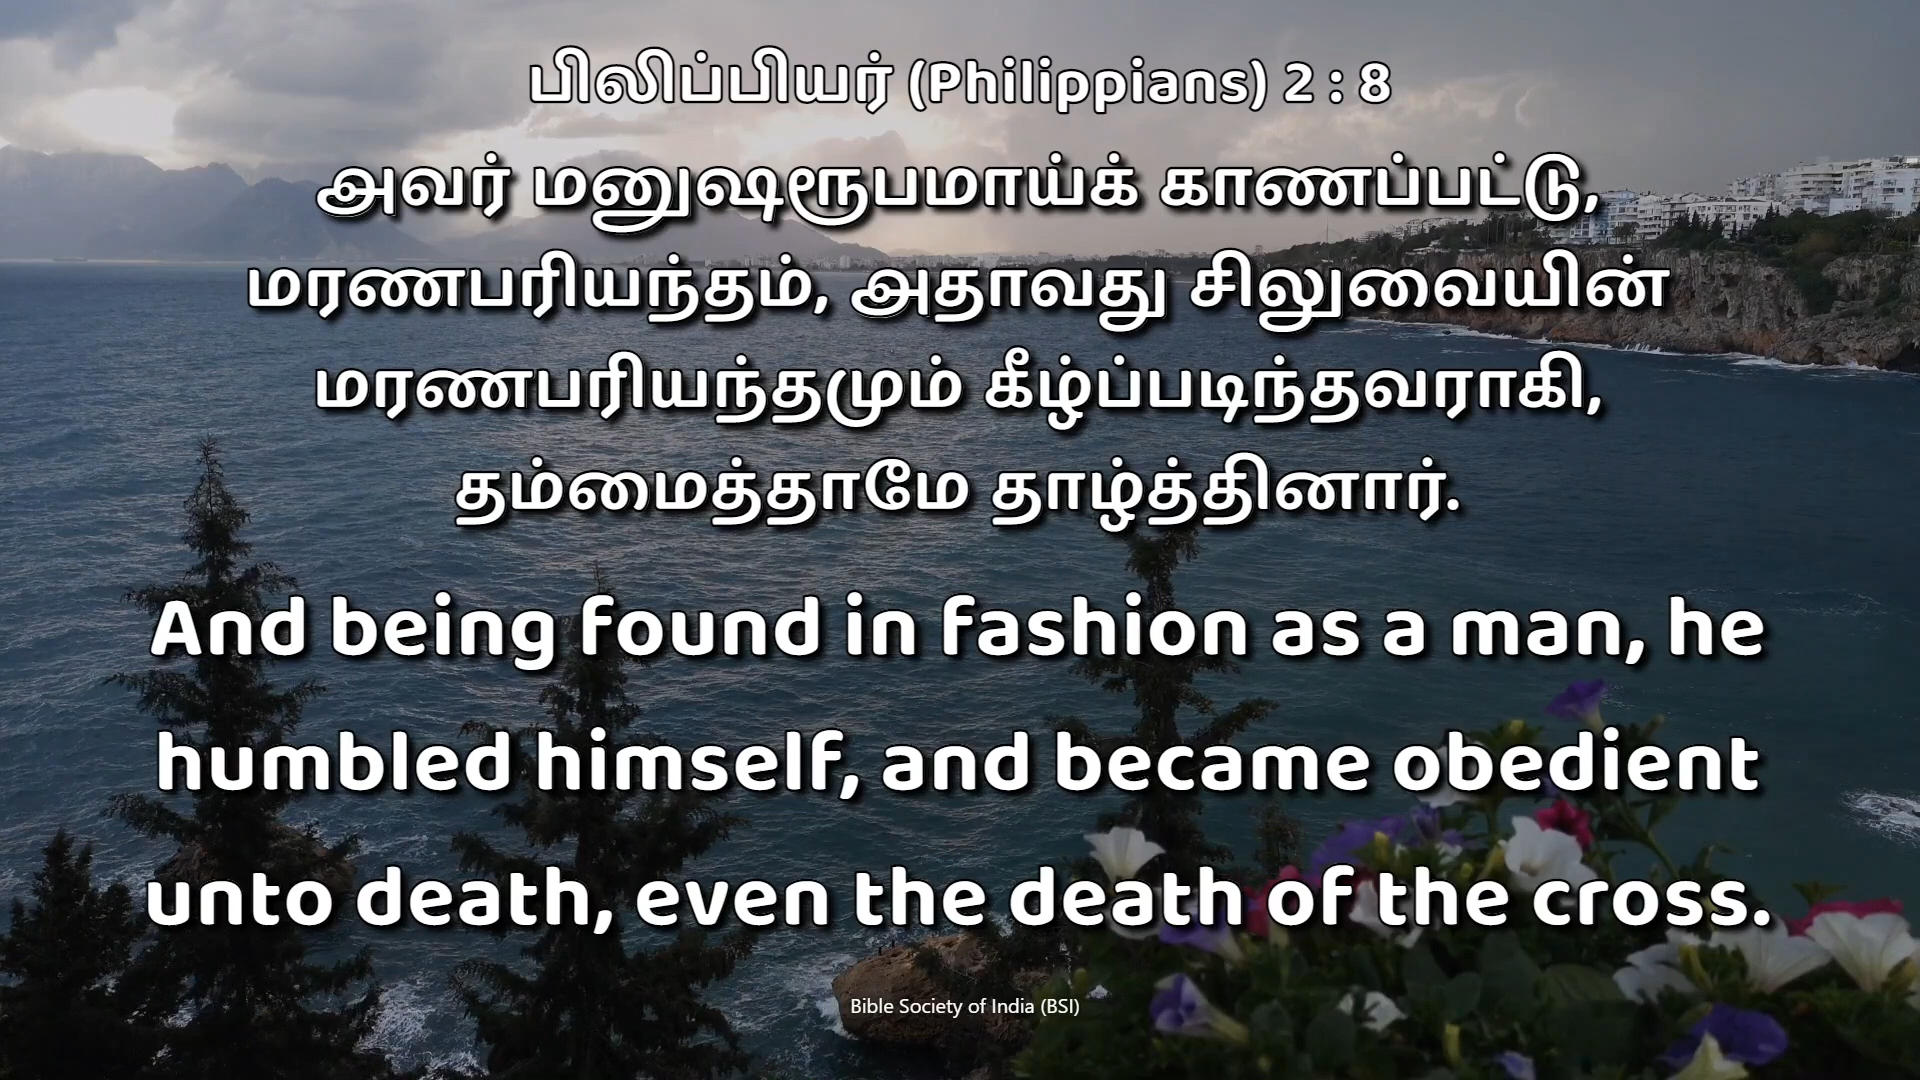 பிலிப்பியர் (Philippians) 2 : 8
அவர் மனுஷரூபமாய்க் காணப்பட்டு,
மரணபரியந்தம், அதாவது சிலுவையின்
மரணபரியந்தமும் கீழ்ப்படிந்தவராகி,
தம்மைத்தாமே தாழ்த்தினார்.
And being found in fashion as a man, he
humbled himself, and became obedient
unto death, even the death of the cross.
Bible Society of India (BSI)